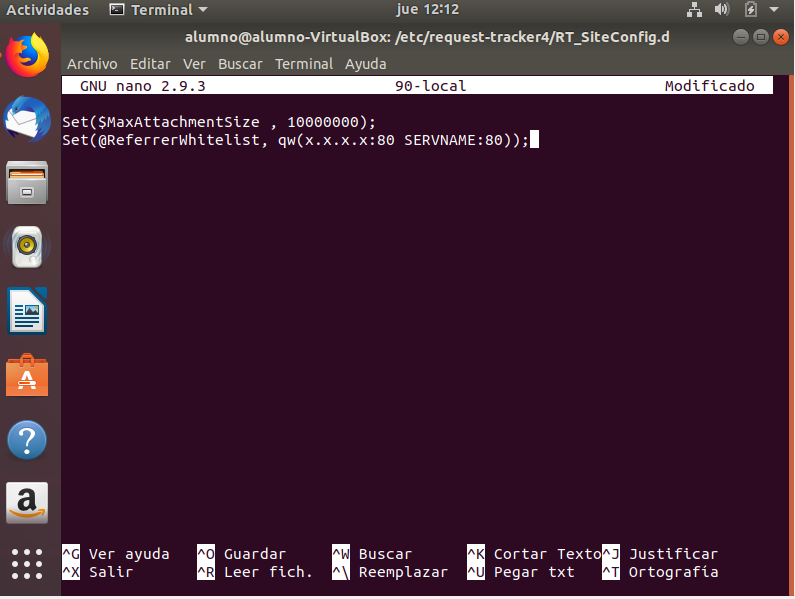 Actividades Terminal jue 12:12
alumno@alumno-VirtualBox: /etc/request-tracker4/RT_SiteConfig.d
Archivo Editar Ver Buscar Terminal Ayuda
GNU nano 2.9.3 90-local Modificado
Set($MaxAttachmentSize , 10000000);
Set(@ReferrerWhitelist, qw(x.x.x.x:80 SERVNAME:80));
^G Ver ayuda ^O Guardar ^W Buscar ^K Cortar Texto ^J Justificar
^X Salir ^R Leer fich. ^\ Reemplazar ^U Pegar txt ^T Ortografía